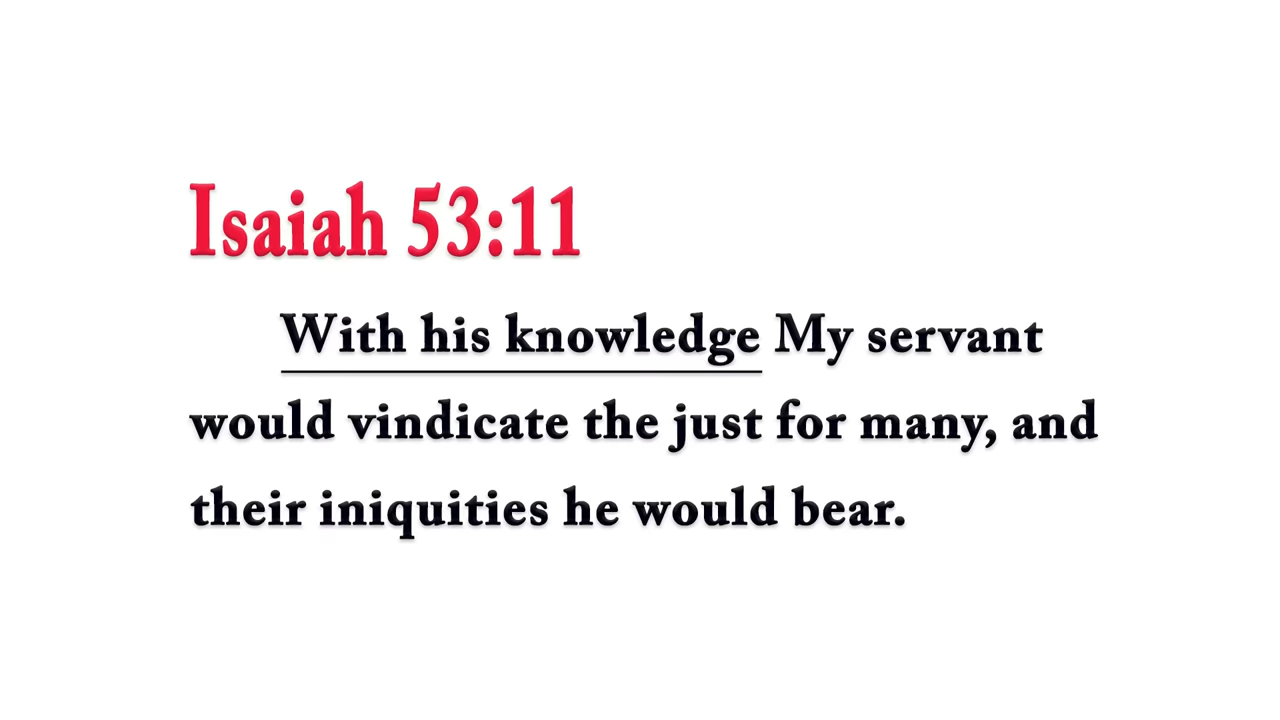 Isaiah 53:11
With his knowledge My servant
would vindicate the just for many, and
their iniquities he would bear.